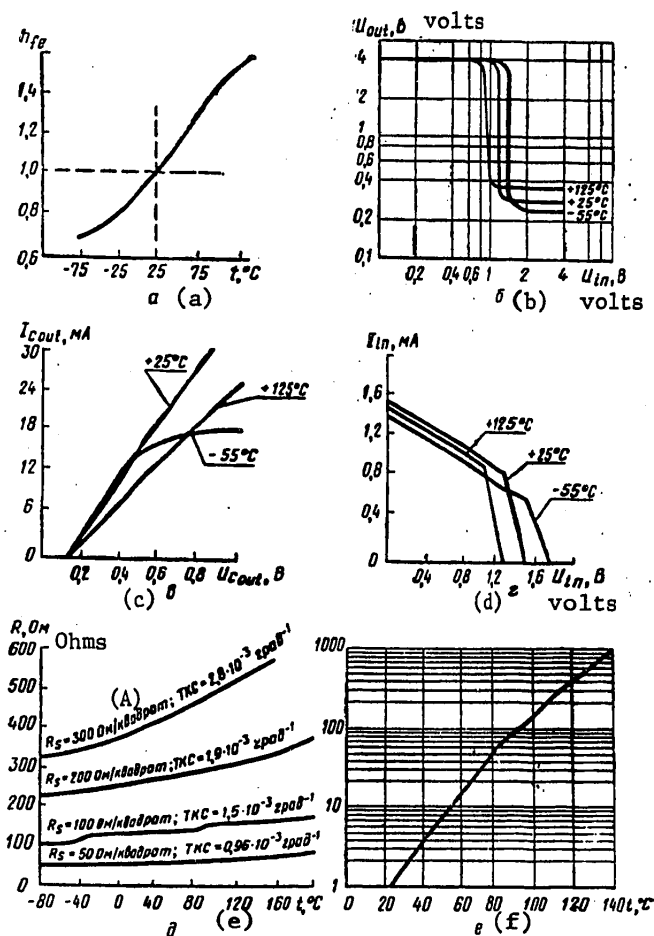 h_fe
1,4
1,2
1,0
0,8
0,6
-75 -25 25 75 t,°C
а (a)
U_out, В volts
4
2
1
0,8
0,6
0,4
0,2
0,1
+125°C
+25°C
-55°C
0,2 0,4 0,6 1 2 4 U_in, В
б (b) volts
I_C out, мА
30
24
18
12
6
0
+25°C
+125°C
-55°C
0,2 0,4 0,6 0,8 U_C out, В
(c) в
I_in, мА
1,6
1,2
0,8
0,4
0
+125°C
+25°C
-55°C
0,4 0,8 1,2 1,6 U_in, В
(d) г volts
R, Ом Ohms
600
500
400
300
200
100
0
(A)
R_S = 300 Ом/квадрат; ТКС = 2,8·10⁻³ град⁻¹
R_S = 200 Ом/квадрат; ТКС = 1,9·10⁻³ град⁻¹
R_S = 100 Ом/квадрат; ТКС = 1,5·10⁻³ град⁻¹
R_S = 50 Ом/квадрат; ТКС = 0,96·10⁻³ град⁻¹
-80 -40 0 40 80 120 160 t,°C
д (e)
1000
100
10
1
0 20 40 60 80 100 120 140 t,°C
е (f)